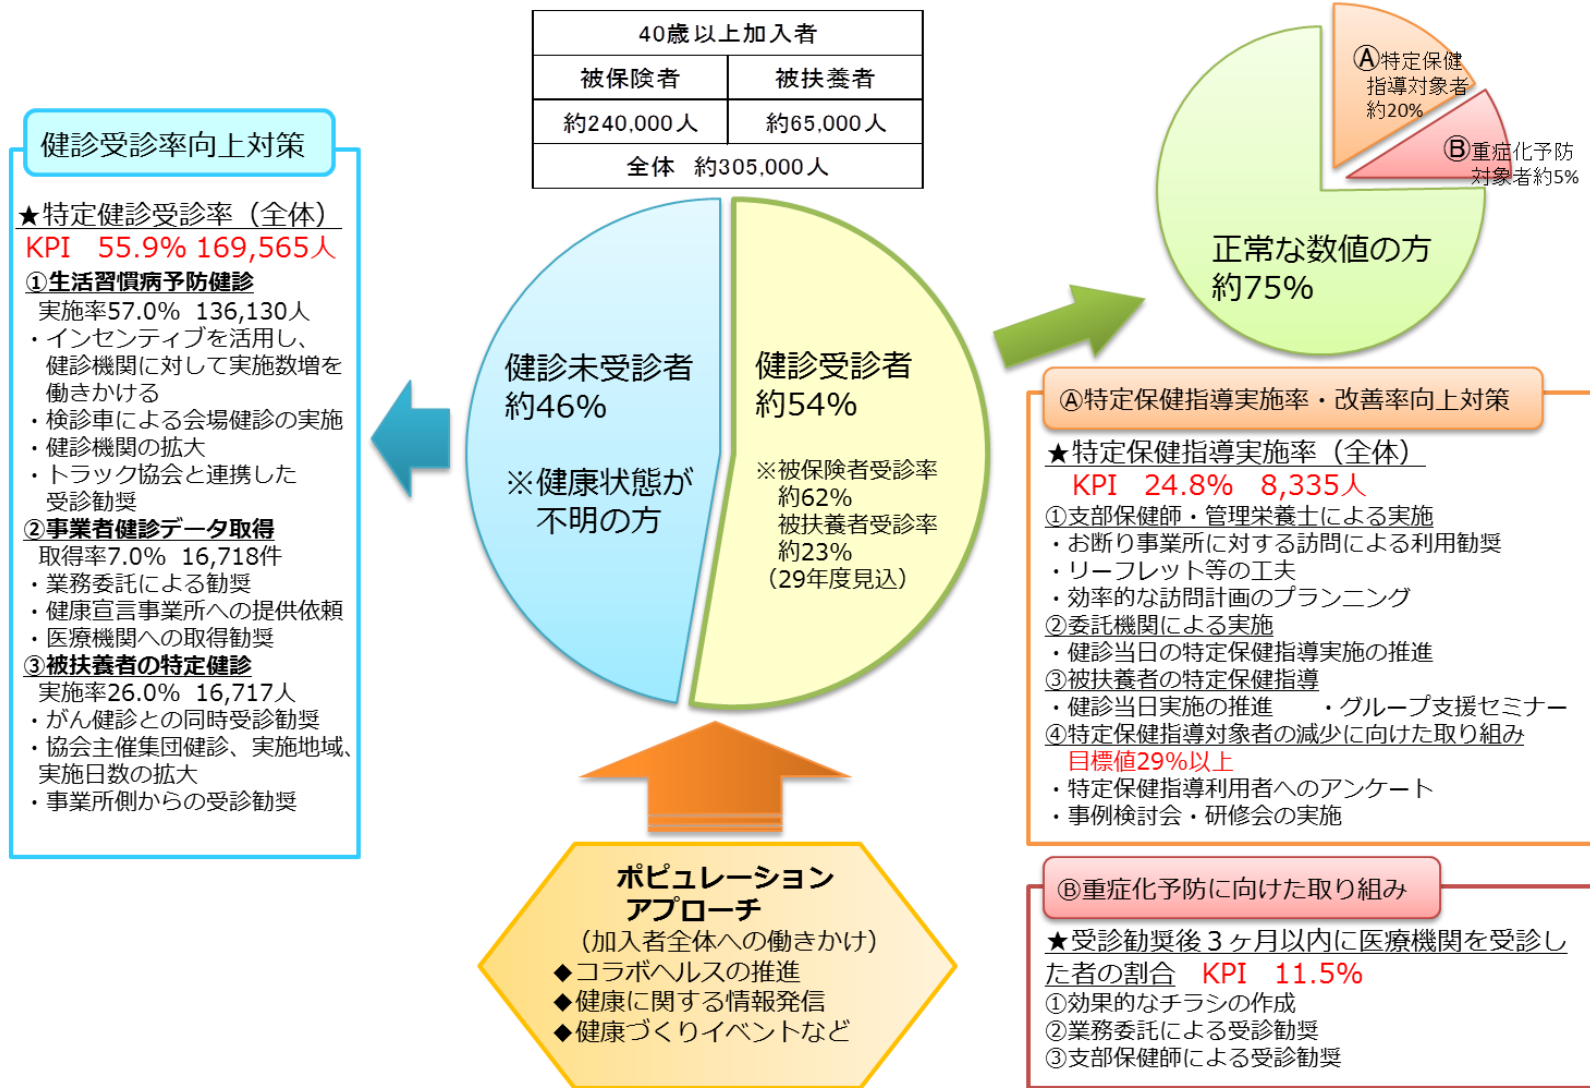 40歳以上加入者
被保険者 被扶養者
約240,000人 約65,000人
全体 約305,000人
健診受診率向上対策
★特定健診受診率（全体）
KPI 55.9% 169,565人
①生活習慣病予防健診
実施率57.0% 136,130人
・インセンティブを活用し、
健診機関に対して実施数増を
働きかける
・検診車による会場健診の実施
・健診機関の拡大
・トラック協会と連携した
受診勧奨
②事業者健診データ取得
取得率7.0% 16,718件
・業務委託による勧奨
・健康宣言事業所への提供依頼
・医療機関への取得勧奨
③被扶養者の特定健診
実施率26.0% 16,717人
・がん健診との同時受診勧奨
・協会主催集団健診、実施地域、
実施日数の拡大
・事業所側からの受診勧奨
健診未受診者
約46%
※健康状態が
不明の方
健診受診者
約54%
※被保険者受診率
約62%
被扶養者受診率
約23%
（29年度見込）
Ⓐ特定保健
指導対象者
約20%
Ⓑ重症化予防
対象者約5%
正常な数値の方
約75%
Ⓐ特定保健指導実施率・改善率向上対策
★特定保健指導実施率（全体）
KPI 24.8% 8,335人
①支部保健師・管理栄養士による実施
・お断り事業所に対する訪問による利用勧奨
・リーフレット等の工夫
・効率的な訪問計画のプランニング
②委託機関による実施
・健診当日の特定保健指導実施の推進
③被扶養者の特定保健指導
・健診当日実施の推進 ・グループ支援セミナー
④特定保健指導対象者の減少に向けた取り組み
目標値29%以上
・特定保健指導利用者へのアンケート
・事例検討会・研修会の実施
ポピュレーション
アプローチ
（加入者全体への働きかけ）
◆コラボヘルスの推進
◆健康に関する情報発信
◆健康づくりイベントなど
Ⓑ重症化予防に向けた取り組み
★受診勧奨後３ヶ月以内に医療機関を受診し
た者の割合 KPI 11.5%
①効果的なチラシの作成
②業務委託による受診勧奨
③支部保健師による受診勧奨